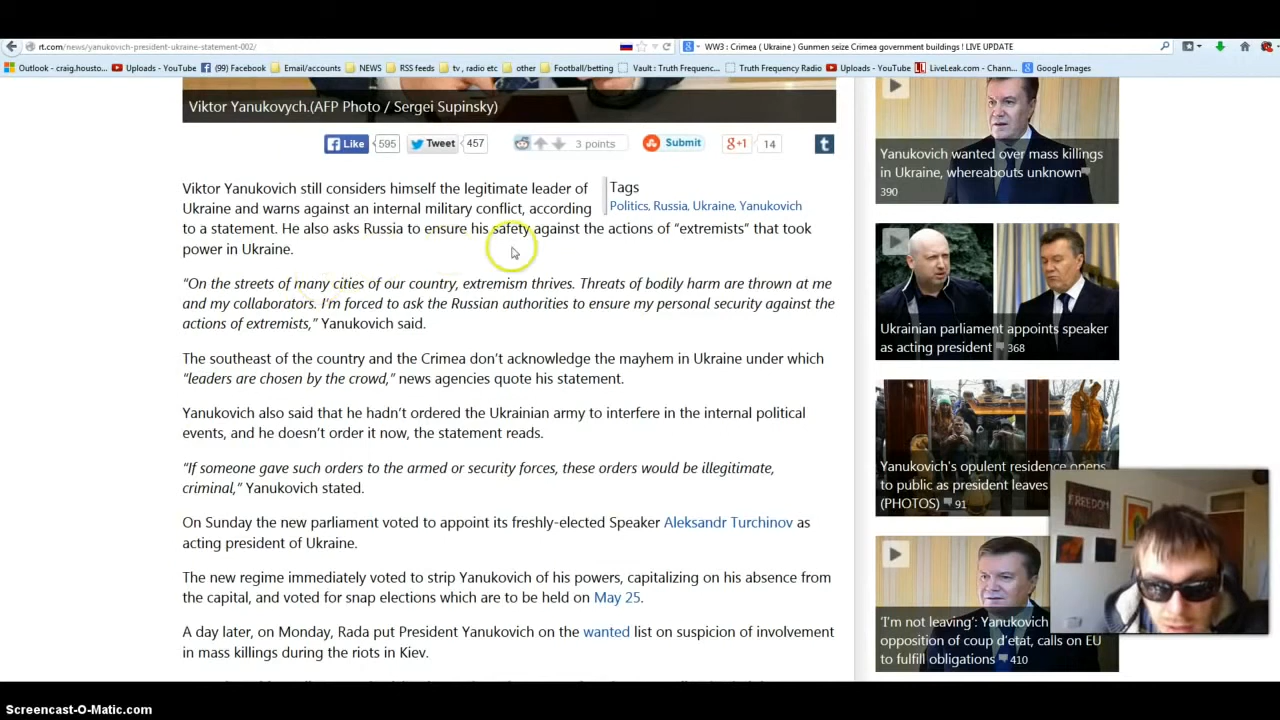 rt.com/news/yanukovich-president-ukraine-statement-002/
WW3 : Crimea ( Ukraine ) Gunmen seize Crimea government buildings ! LIVE UPDATE
Outlook - craig.housto...
Uploads - YouTube
(99) Facebook
Email/accounts
NEWS
RSS feeds
tv , radio etc
other
Football/betting
Vault : Truth Frequenc...
Truth Frequency Radio
Uploads - YouTube
LiveLeak.com - Chann...
Google Images
Viktor Yanukovych.(AFP Photo / Sergei Supinsky)
Like 595
Tweet 457
3 points
Submit
g+1 14
t
Viktor Yanukovich still considers himself the legitimate leader of
Ukraine and warns against an internal military conflict, according
to a statement. He also asks Russia to ensure his safety against the actions of “extremists” that took
power in Ukraine.
Tags
Politics, Russia, Ukraine, Yanukovich
“On the streets of many cities of our country, extremism thrives. Threats of bodily harm are thrown at me
and my collaborators. I’m forced to ask the Russian authorities to ensure my personal security against the
actions of extremists,” Yanukovich said.
The southeast of the country and the Crimea don’t acknowledge the mayhem in Ukraine under which
“leaders are chosen by the crowd,” news agencies quote his statement.
Yanukovich also said that he hadn’t ordered the Ukrainian army to interfere in the internal political
events, and he doesn’t order it now, the statement reads.
“If someone gave such orders to the armed or security forces, these orders would be illegitimate,
criminal,” Yanukovich stated.
On Sunday the new parliament voted to appoint its freshly-elected Speaker Aleksandr Turchinov as
acting president of Ukraine.
The new regime immediately voted to strip Yanukovich of his powers, capitalizing on his absence from
the capital, and voted for snap elections which are to be held on May 25.
A day later, on Monday, Rada put President Yanukovich on the wanted list on suspicion of involvement
in mass killings during the riots in Kiev.
Yanukovich wanted over mass killings
in Ukraine, whereabouts unknown
390
Ukrainian parliament appoints speaker
as acting president 368
Yanukovich's opulent residence opens
to public as president leaves
(PHOTOS) 91
‘I'm not leaving’: Yanukovich
opposition of coup d'etat, calls on EU
to fulfill obligations 410
FREEDOM
Screencast-O-Matic.com